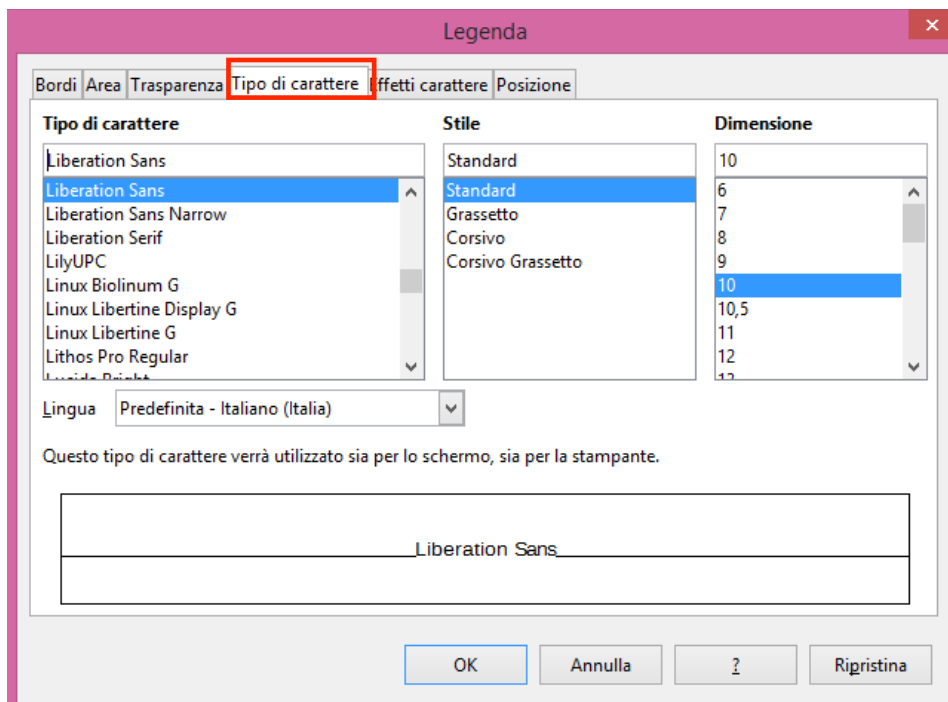 Legenda
×
Bordi Area Trasparenza Tipo di carattere Effetti carattere Posizione
Tipo di carattere Stile Dimensione
Liberation Sans Standard 10
Liberation Sans Standard 6
Liberation Sans Narrow Grassetto 7
Liberation Serif Corsivo 8
LilyUPC Corsivo Grassetto 9
Linux Biolinum G 10
Linux Libertine Display G 10,5
Linux Libertine G 11
Lithos Pro Regular 12
Lucida Bright 13
Lingua Predefinita - Italiano (Italia)
Questo tipo di carattere verrà utilizzato sia per lo schermo, sia per la stampante.
Liberation Sans
OK Annulla ? Ripristina